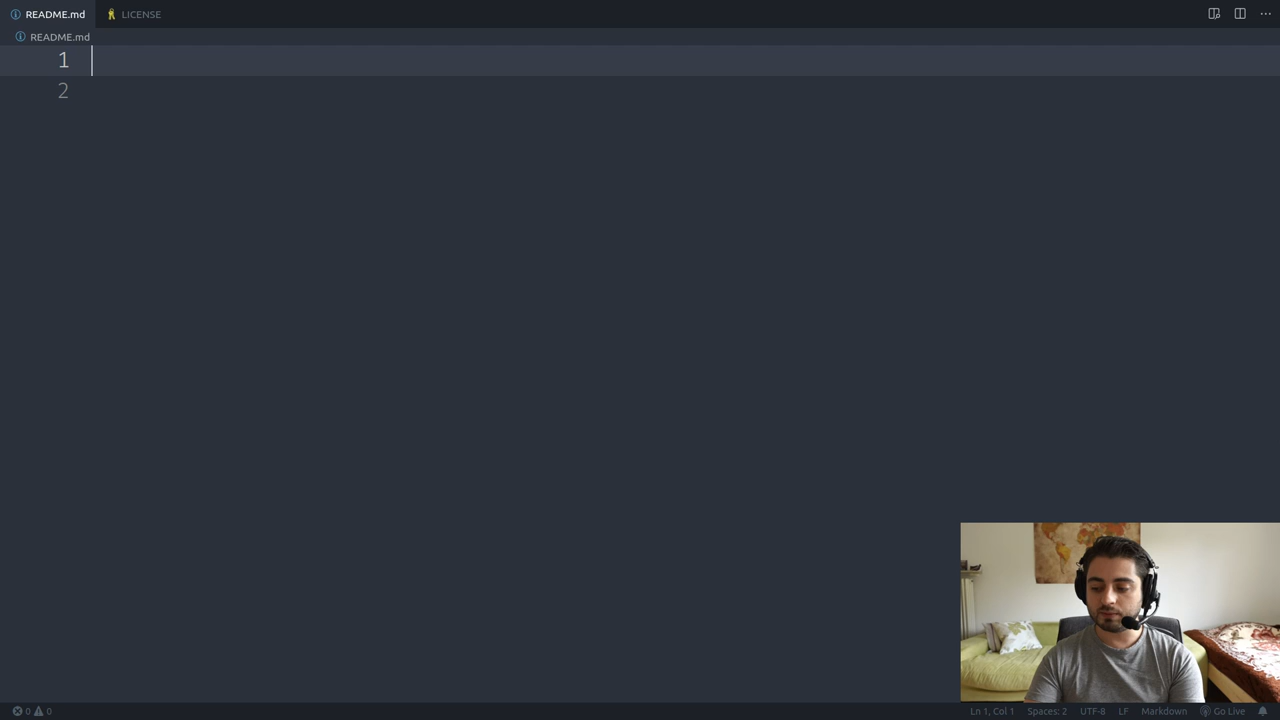 README.md LICENSE
README.md
1
2
0 0 Ln 1, Col 1 Spaces: 2 UTF-8 LF Markdown Go Live